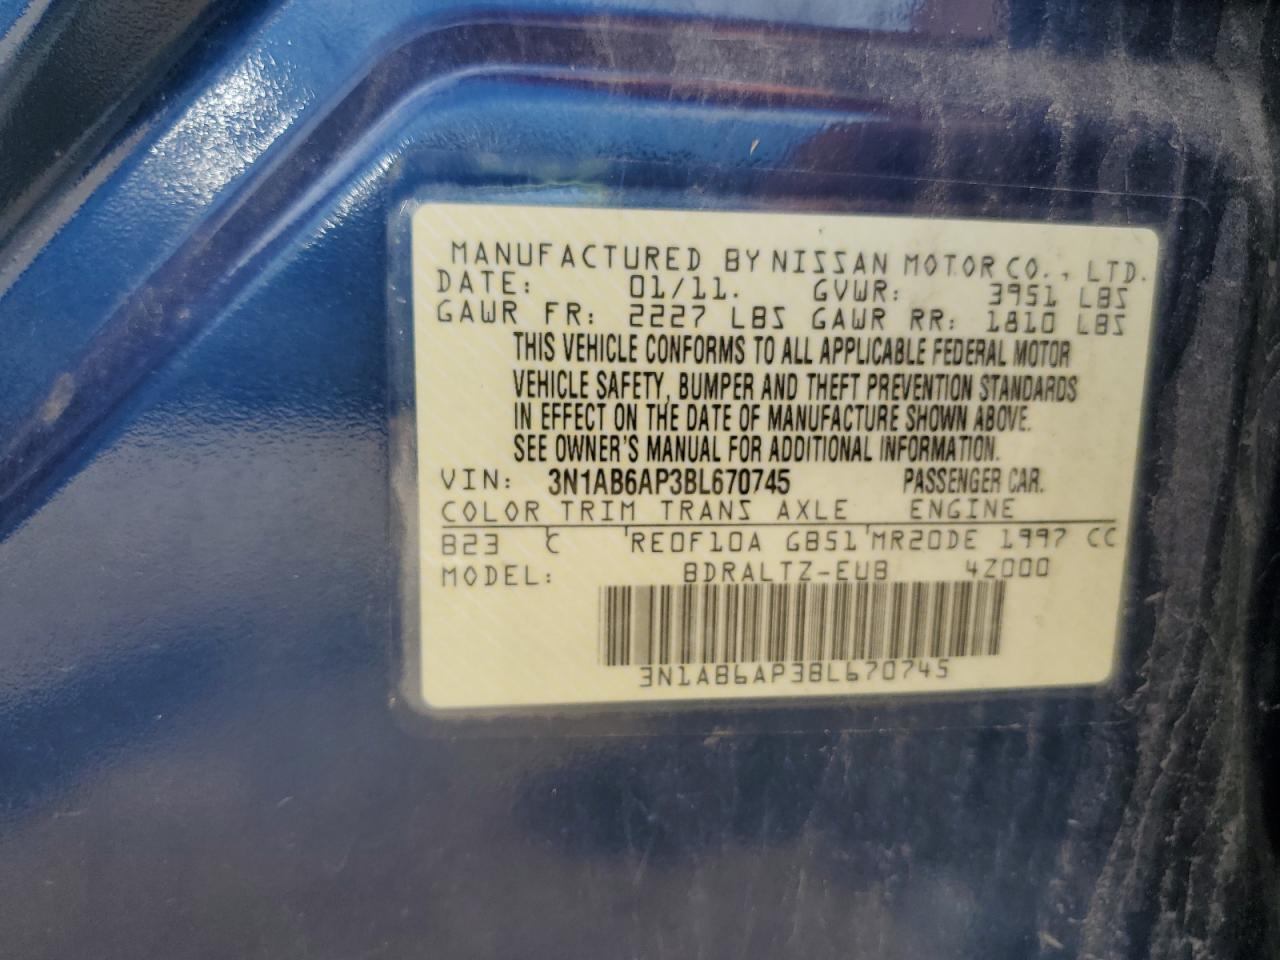 MANUFACTURED BY NISSAN MOTOR CO., LTD.
DATE: 01/11. GVWR: 3951 LBS
GAWR FR: 2227 LBS GAWR RR: 1810 LBS
THIS VEHICLE CONFORMS TO ALL APPLICABLE FEDERAL MOTOR
VEHICLE SAFETY, BUMPER AND THEFT PREVENTION STANDARDS
IN EFFECT ON THE DATE OF MANUFACTURE SHOWN ABOVE.
SEE OWNER'S MANUAL FOR ADDITIONAL INFORMATION.
VIN: 3N1AB6AP3BL670745 PASSENGER CAR.
COLOR TRIM TRANS AXLE ENGINE
B23 C RE0F10A GB51 MR20DE 1997 CC
MODEL: BDRALTZ-EUB 4Z000
3N1AB6AP3BL670745